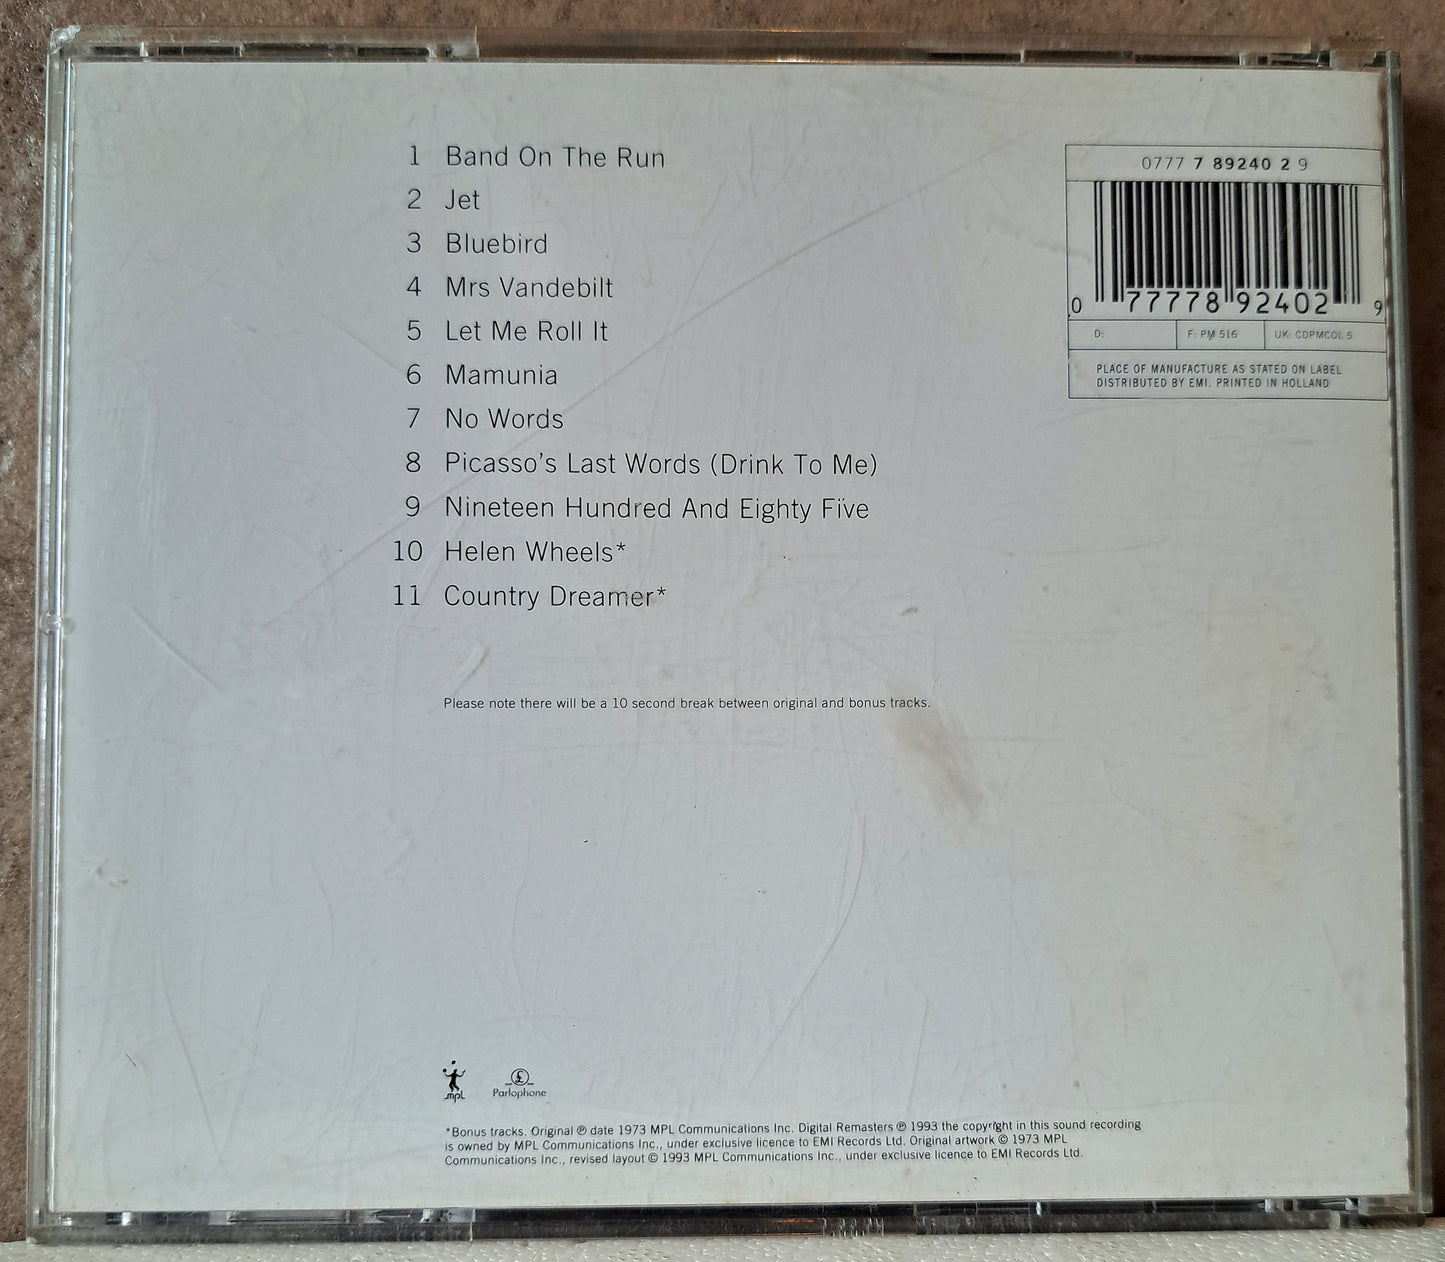 1 Band On The Run
2 Jet
3 Bluebird
4 Mrs Vandebilt
5 Let Me Roll It
6 Mamunia
7 No Words
8 Picasso's Last Words (Drink To Me)
9 Nineteen Hundred And Eighty Five
10 Helen Wheels*
11 Country Dreamer*
Please note there will be a 10 second break between original and bonus tracks.
0777 7 89240 2 9
0 77778 92402 9
D: F: PM 516 UK: CDPMCOL 5
PLACE OF MANUFACTURE AS STATED ON LABEL
DISTRIBUTED BY EMI. PRINTED IN HOLLAND
mpl Parlophone
*Bonus tracks. Original ℗ date 1973 MPL Communications Inc. Digital Remasters ℗ 1993 the copyright in this sound recording
is owned by MPL Communications Inc., under exclusive licence to EMI Records Ltd. Original artwork © 1973 MPL
Communications Inc., revised layout © 1993 MPL Communications Inc., under exclusive licence to EMI Records Ltd.